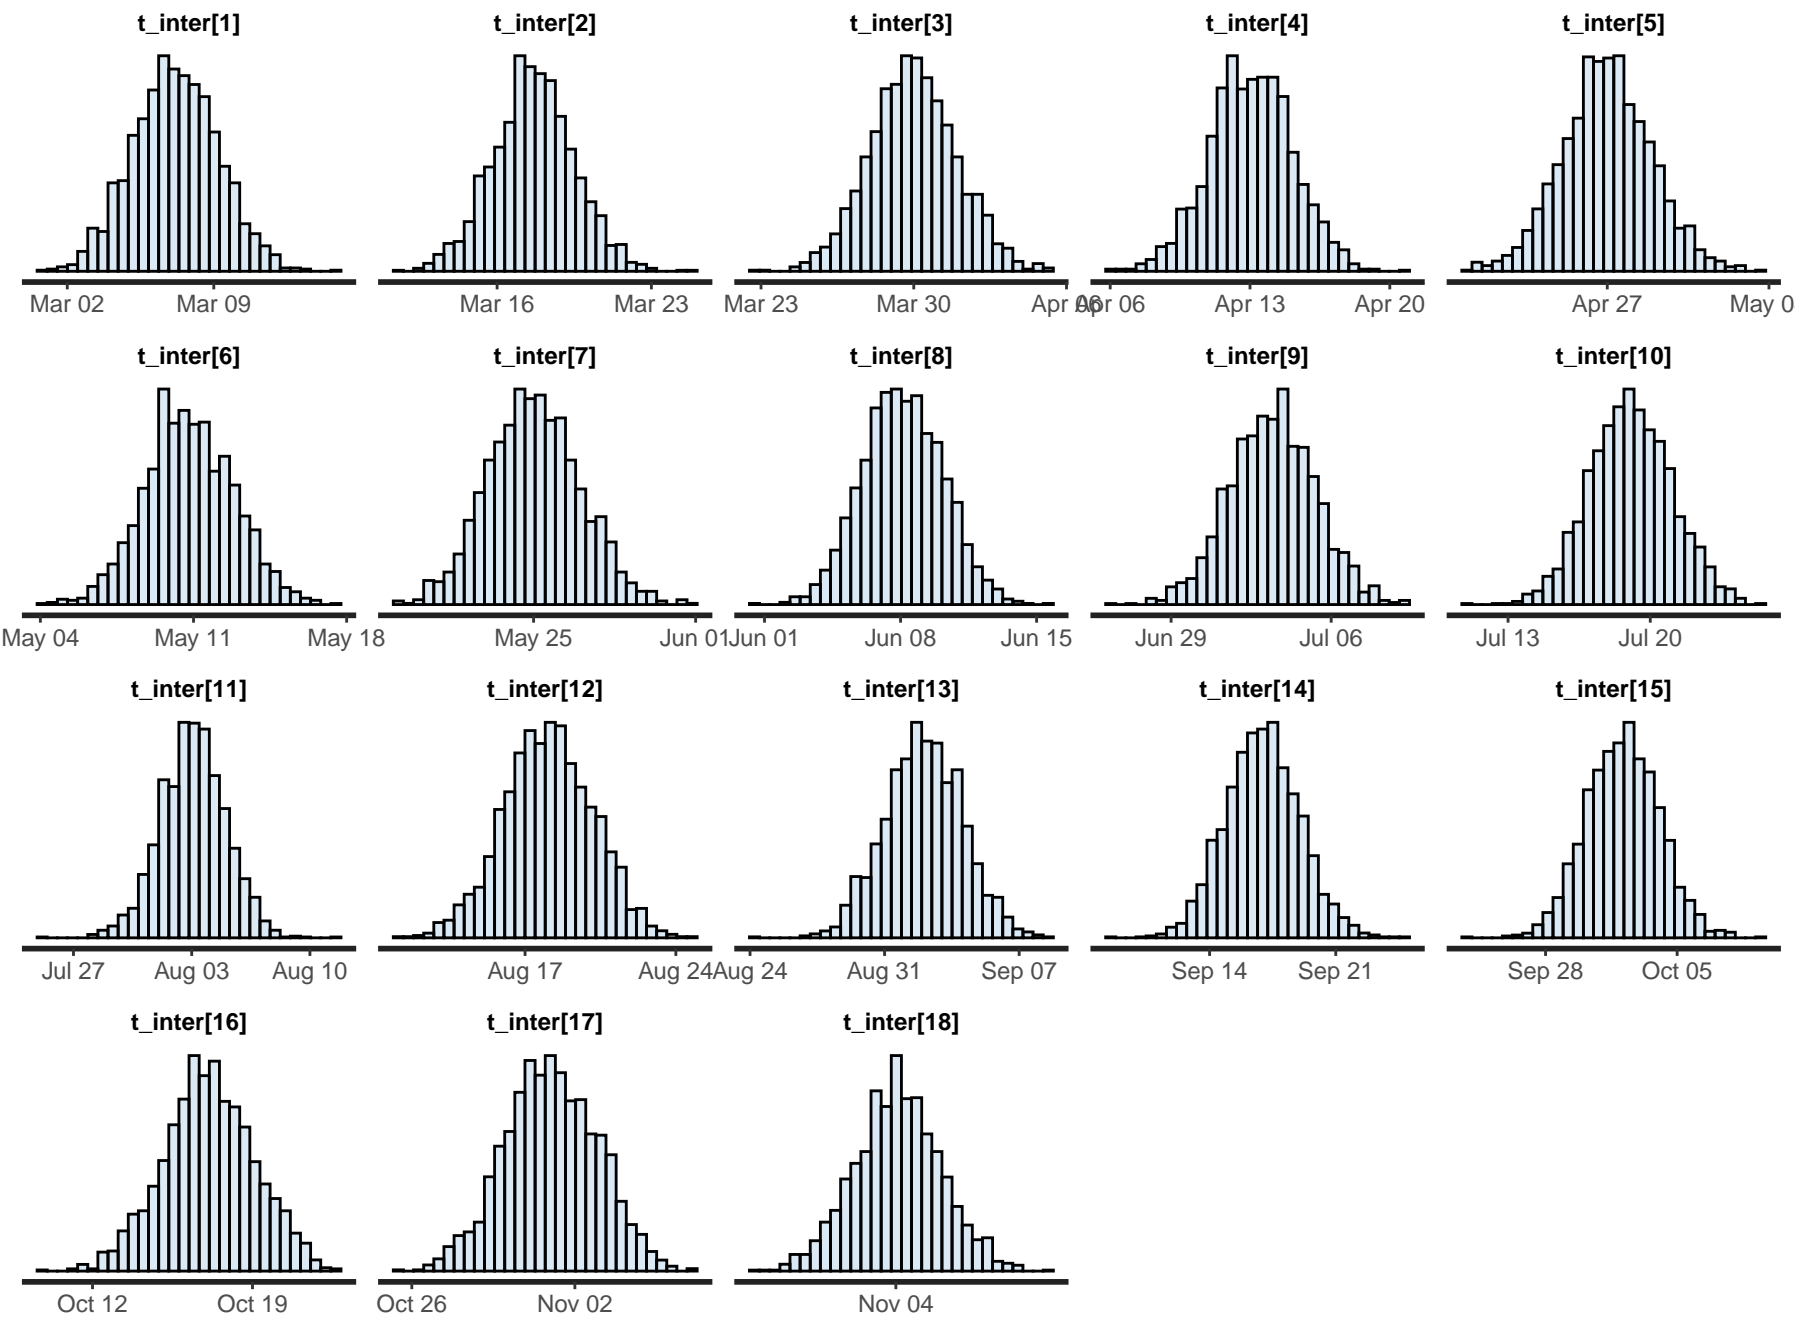 t_inter[1] t_inter[2] t_inter[3] t_inter[4] t_inter[5]
Mar 02 Mar 09 Mar 16 Mar 23 Mar 23 Mar 30 Apr 06 Apr 06 Apr 13 Apr 20 Apr 27 May 0
t_inter[6] t_inter[7] t_inter[8] t_inter[9] t_inter[10]
May 04 May 11 May 18 May 25 Jun 01 Jun 01 Jun 08 Jun 15 Jun 29 Jul 06 Jul 13 Jul 20
t_inter[11] t_inter[12] t_inter[13] t_inter[14] t_inter[15]
Jul 27 Aug 03 Aug 10 Aug 17 Aug 24 Aug 24 Aug 31 Sep 07 Sep 14 Sep 21 Sep 28 Oct 05
t_inter[16] t_inter[17] t_inter[18]
Oct 12 Oct 19 Oct 26 Nov 02 Nov 04